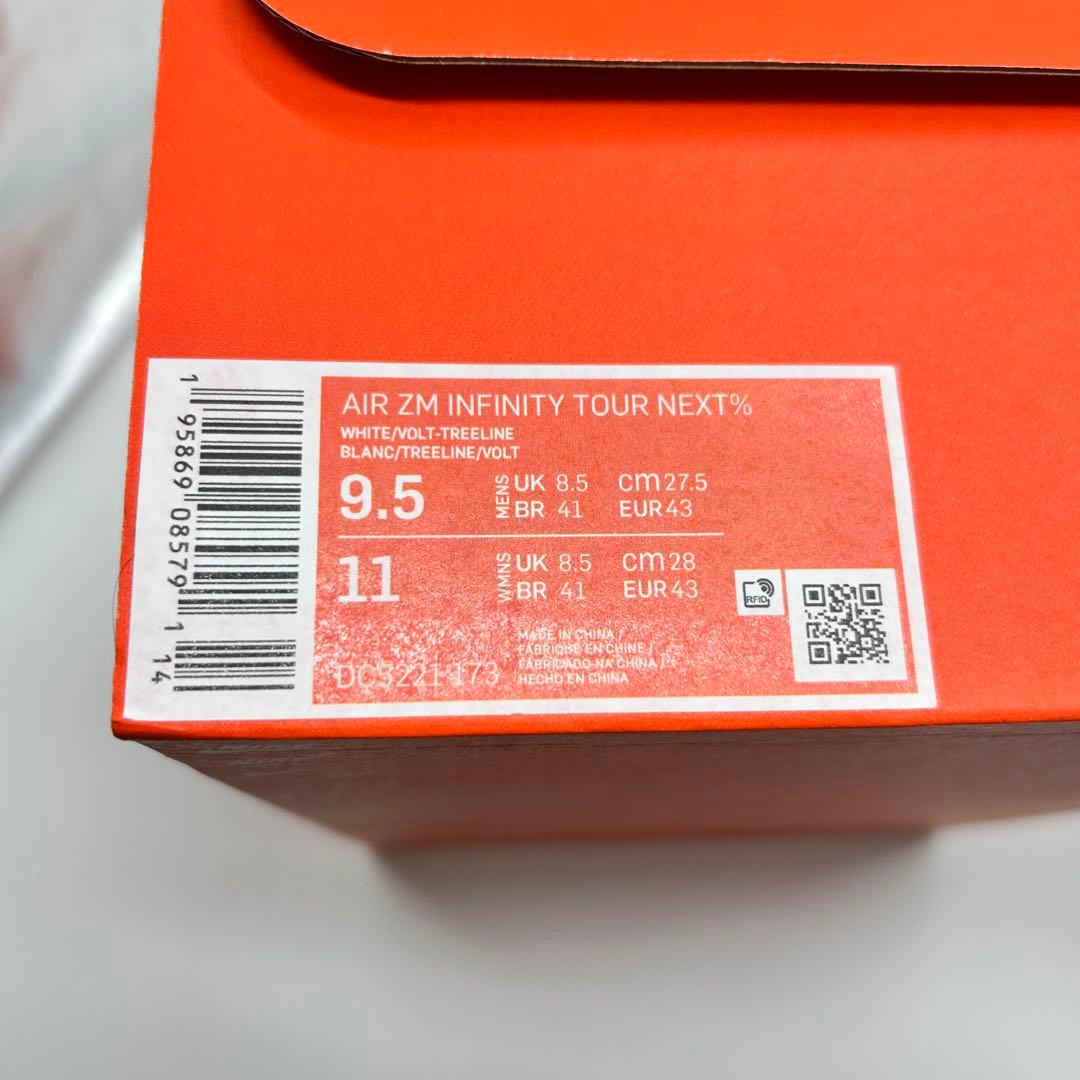 AIR ZM INFINITY TOUR NEXT%
WHITE/VOLT-TREELINE
BLANC/TREELINE/VOLT
9.5 MENS UK 8.5 cm 27.5
BR 41 EUR 43
11 WMNS UK 8.5 cm 28
BR 41 EUR 43
RFID
MADE IN CHINA /
FABRIQUÉ EN CHINE /
FABRICADO NA CHINA /
HECHO EN CHINA
DC5221 173
1 95869 08579 1 14